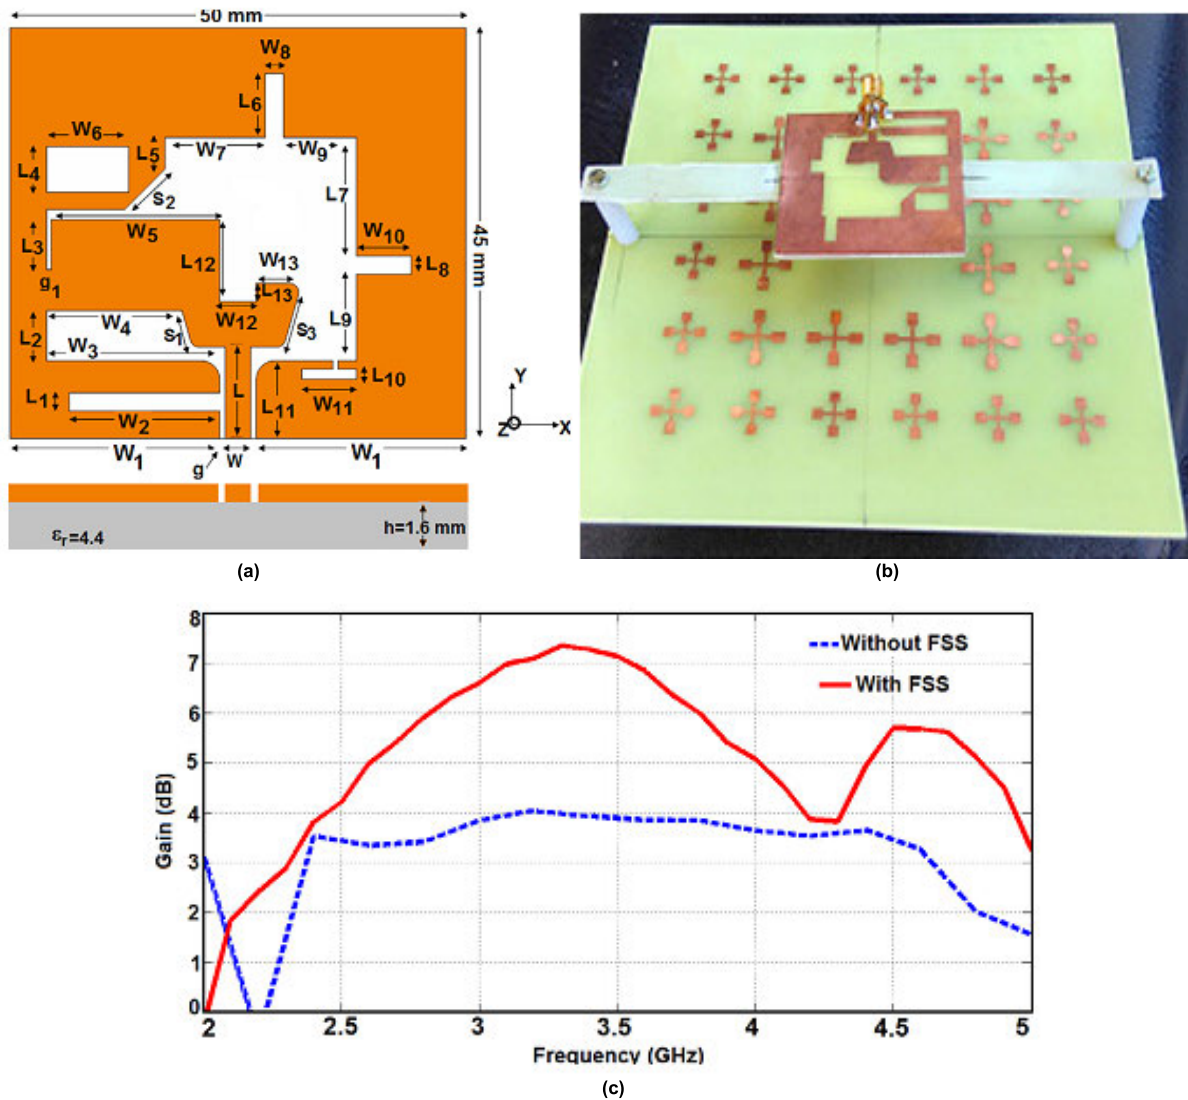 50 mm
W8
L6
W6
L5
W7
W9
L4
S2
L7
W5
45 mm
L3
W10
L12
W13
L8
g1
L13
W12
W4
L2
S1
S3
L9
W3
L
L10
L1
L11
W11
Y
W2
Z X
W1 W W1
g
εr=4.4
h=1.6 mm
(a)
(b)
8
7
6
5
4
3
2
1
0
Gain (dB)
Without FSS
With FSS
2 2.5 3 3.5 4 4.5 5
Frequency (GHz)
(c)